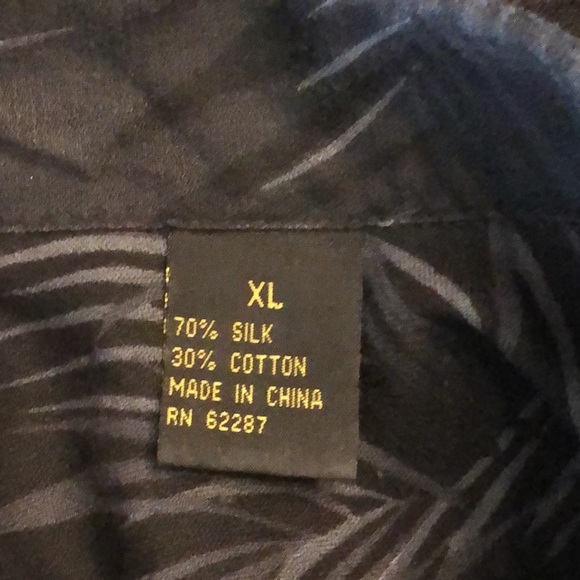 XL
70% SILK
30% COTTON
MADE IN CHINA
RN 62287